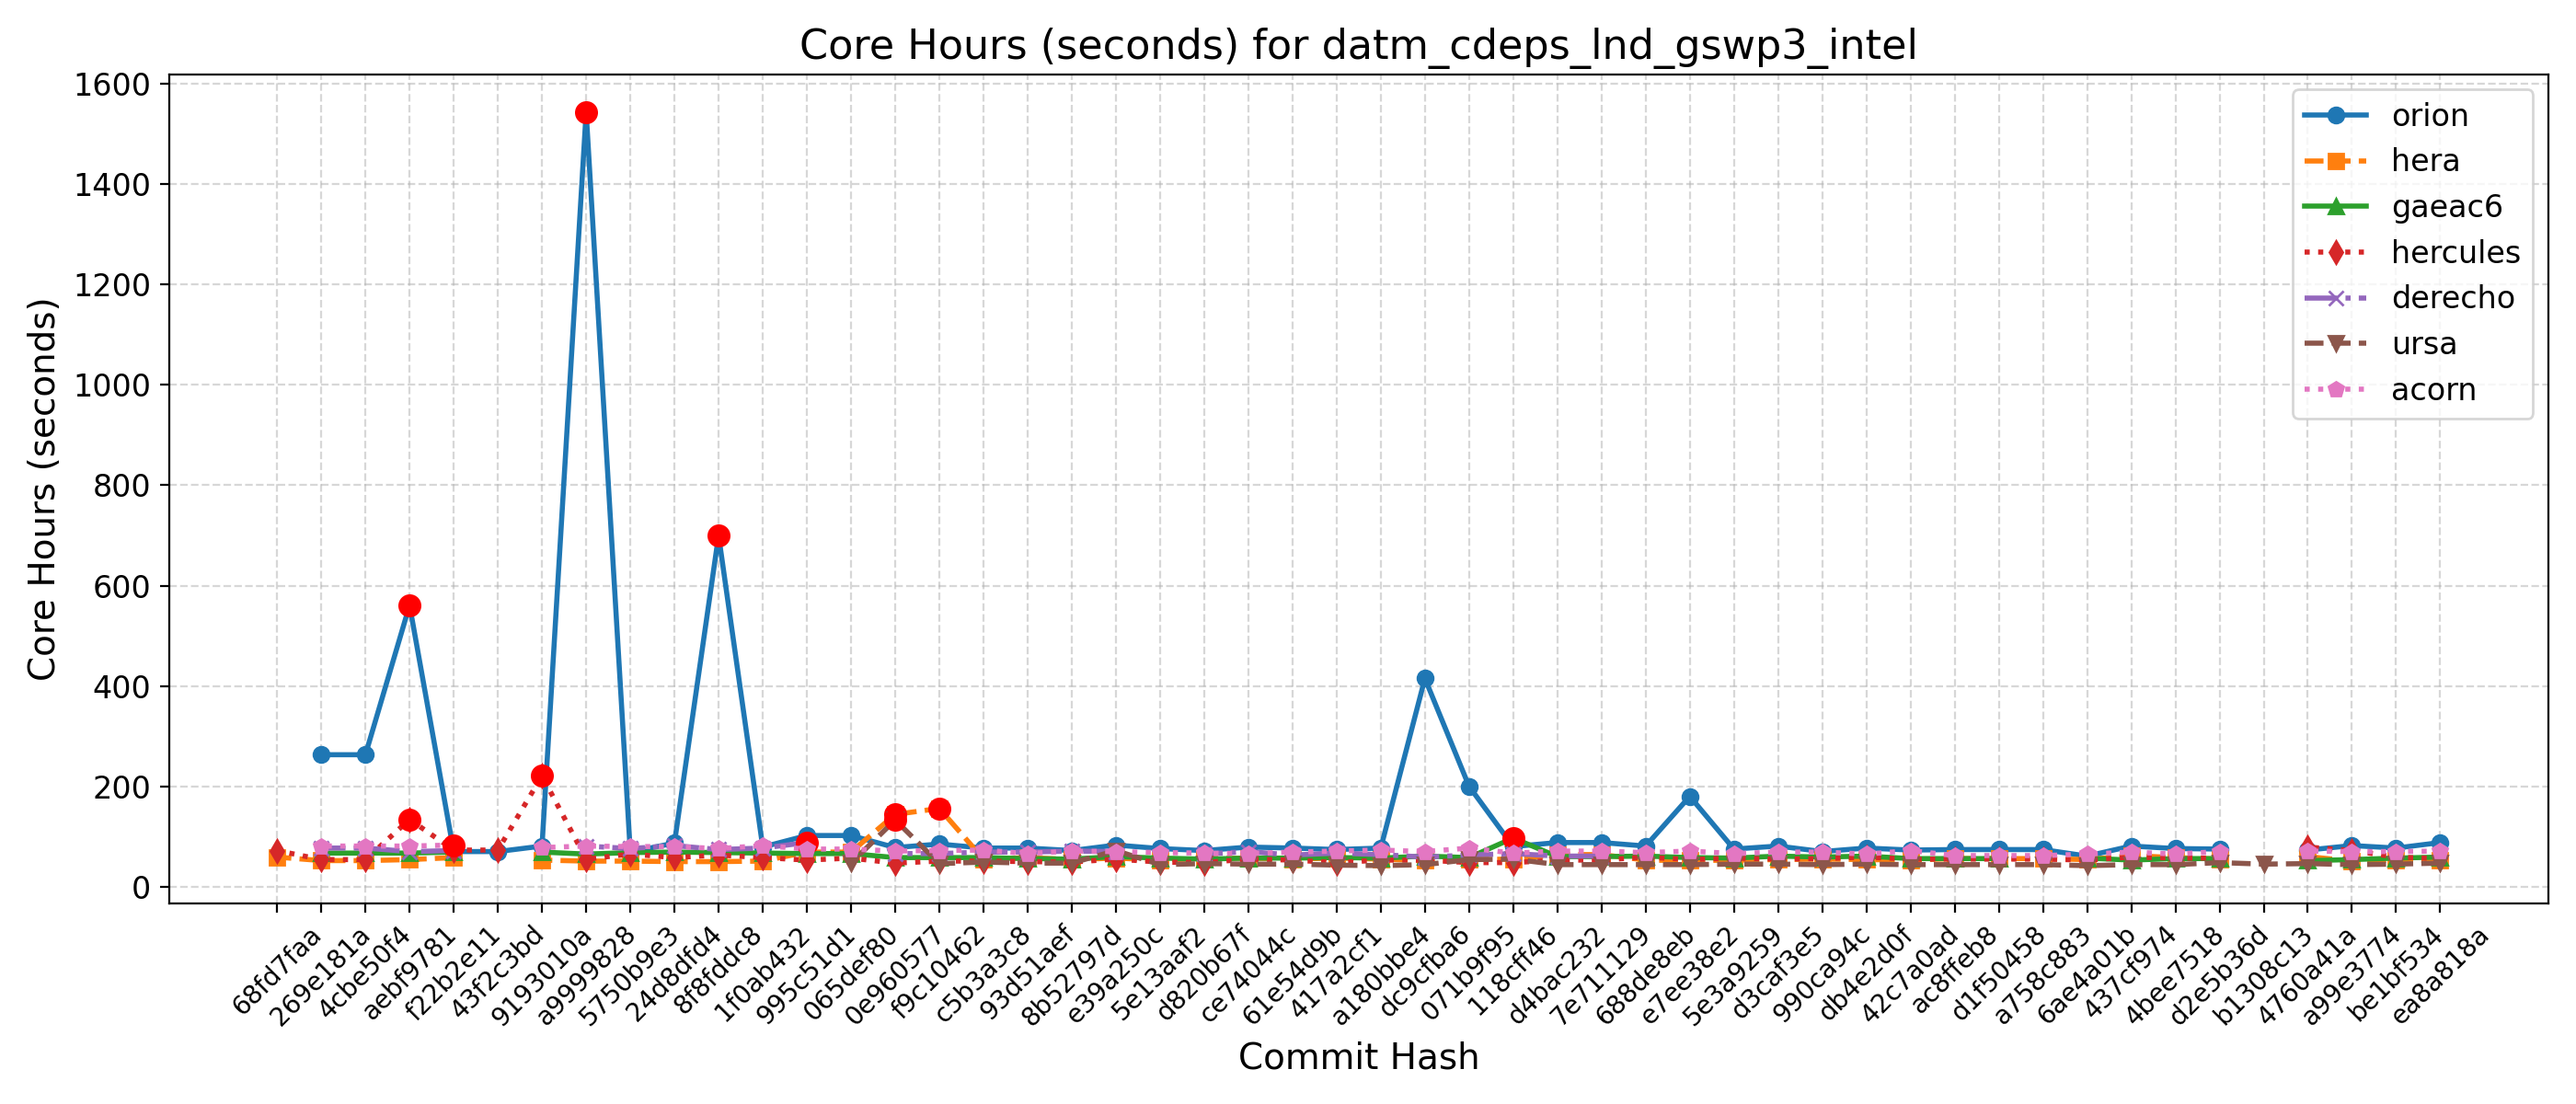 Core Hours (seconds) for datm_cdeps_lnd_gswp3_intel
Core Hours (seconds)
1600
1400
1200
1000
800
600
400
200
0
orion
hera
gaeac6
hercules
derecho
ursa
acorn
68fd7faa
269e181a
4cbe50f4
aebf9781
f22b2e11
43f2c3bd
9193010a
a9999828
5750b9e3
24d8dfd4
8f8fddc8
1f0ab432
995c51d1
065def80
0e960577
f9c10462
c5b3a3c8
93d51aef
8b52797d
e39a250c
5e13aaf2
d820b67f
ce74044c
61e54d9b
417a2cf1
a180bbe4
dc9cfba6
071b9f95
118cff46
d4bac232
7e711129
688de8eb
e7ee38e2
5e3a9259
d3caf3e5
990ca94c
db4e2d0f
42c7a0ad
ac8ffeb8
d1f50458
a758c883
6ae4a01b
437cf974
4bee7518
d2e5b36d
b1308c13
4760a41a
a99e3774
be1bf534
ea8a818a
Commit Hash